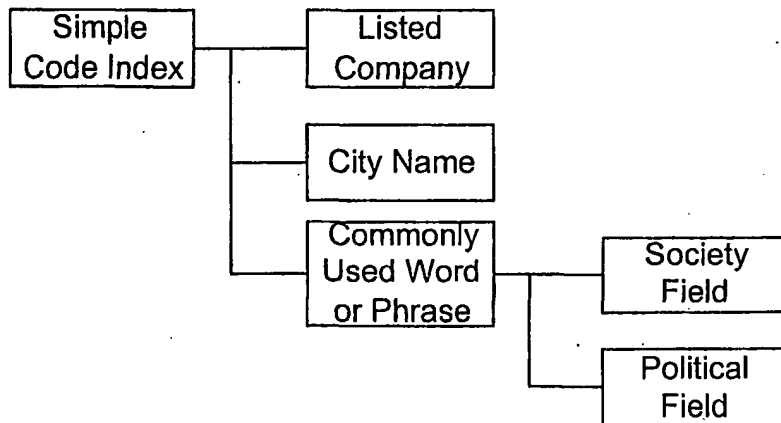 Simple
Code Index
Listed
Company
City Name
Commonly
Used Word
or Phrase
Society
Field
Political
Field